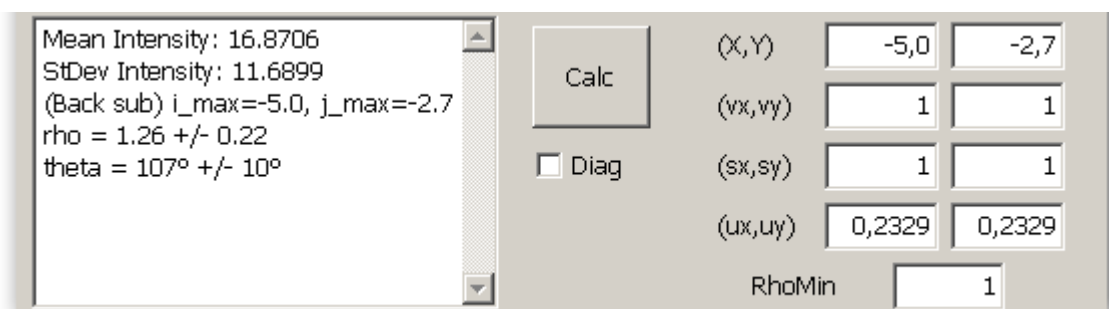 Mean Intensity: 16.8706
StDev Intensity: 11.6899
(Back sub) i_max=-5.0, j_max=-2.7
rho = 1.26 +/- 0.22
theta = 107º +/- 10º
Calc
Diag
(X,Y) -5,0 -2,7
(vx,vy) 1 1
(sx,sy) 1 1
(ux,uy) 0,2329 0,2329
RhoMin 1